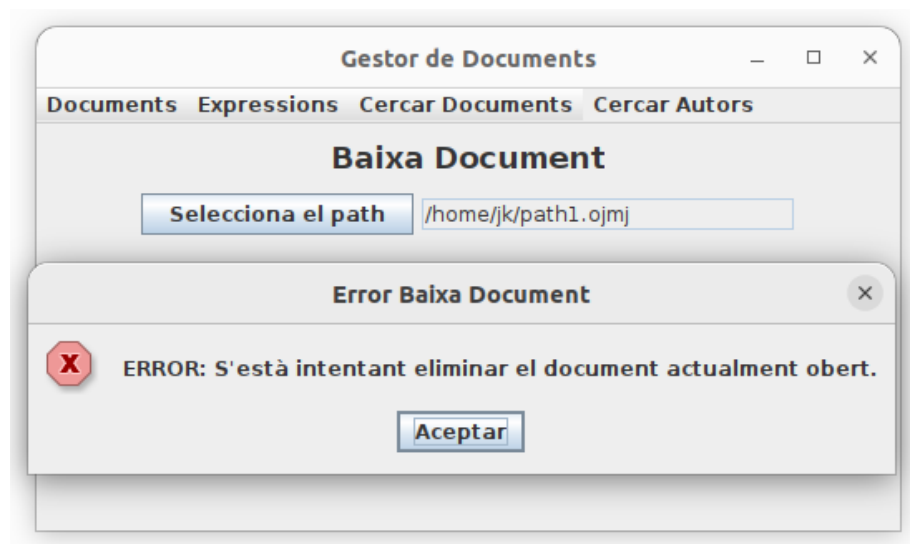 Gestor de Documents
Documents Expressions Cercar Documents Cercar Autors
Baixa Document
Selecciona el path /home/jk/path1.ojmj
Error Baixa Document
X ERROR: S'està intentant eliminar el document actualment obert.
Aceptar